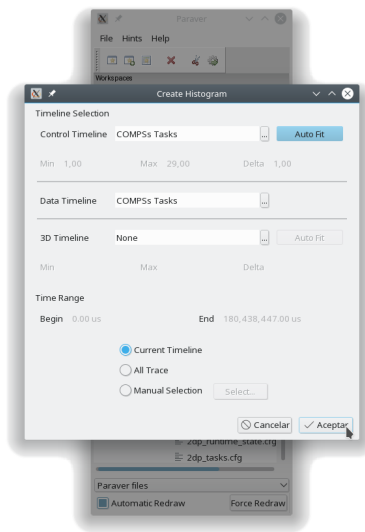 Paraver
File Hints Help
Workspaces
Create Histogram
Timeline Selection
Control Timeline COMPSs Tasks ... Auto Fit
Min 1,00 Max 29,00 Delta 1,00
Data Timeline COMPSs Tasks ...
3D Timeline None ... Auto Fit
Min Max Delta
Time Range
Begin 0.00 us End 180,438,447.00 us
Current Timeline
All Trace
Manual Selection Select...
Cancelar Aceptar
2dp_runtime_state.cfg
2dp_tasks.cfg
Paraver files
Automatic Redraw Force Redraw